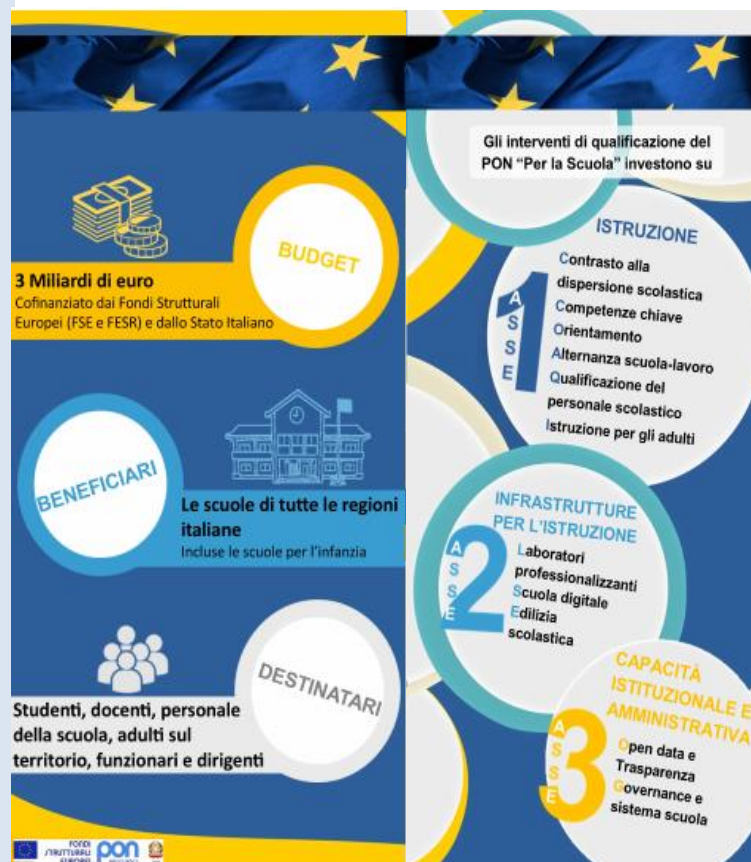 BUDGET
3 Miliardi di euro
Cofinanziato dai Fondi Strutturali
Europei (FSE e FESR) e dallo Stato Italiano
BENEFICIARI
Le scuole di tutte le regioni
italiane
Incluse le scuole per l'infanzia
DESTINATARI
Studenti, docenti, personale
della scuola, adulti sul
territorio, funzionari e dirigenti
FONDI
STRUTTURALI
EUROPEI
pon
Gli interventi di qualificazione del
PON "Per la Scuola" investono su
ASSE 1
ISTRUZIONE
Contrasto alla
dispersione scolastica
Competenze chiave
Orientamento
Alternanza scuola-lavoro
Qualificazione del
personale scolastico
Istruzione per gli adulti
ASSE 2
INFRASTRUTTURE
PER L'ISTRUZIONE
Laboratori
professionalizzanti
Scuola digitale
Edilizia
scolastica
ASSE 3
CAPACITÀ
ISTITUZIONALE E
AMMINISTRATIVA
Open data e
Trasparenza
Governance e
sistema scuola